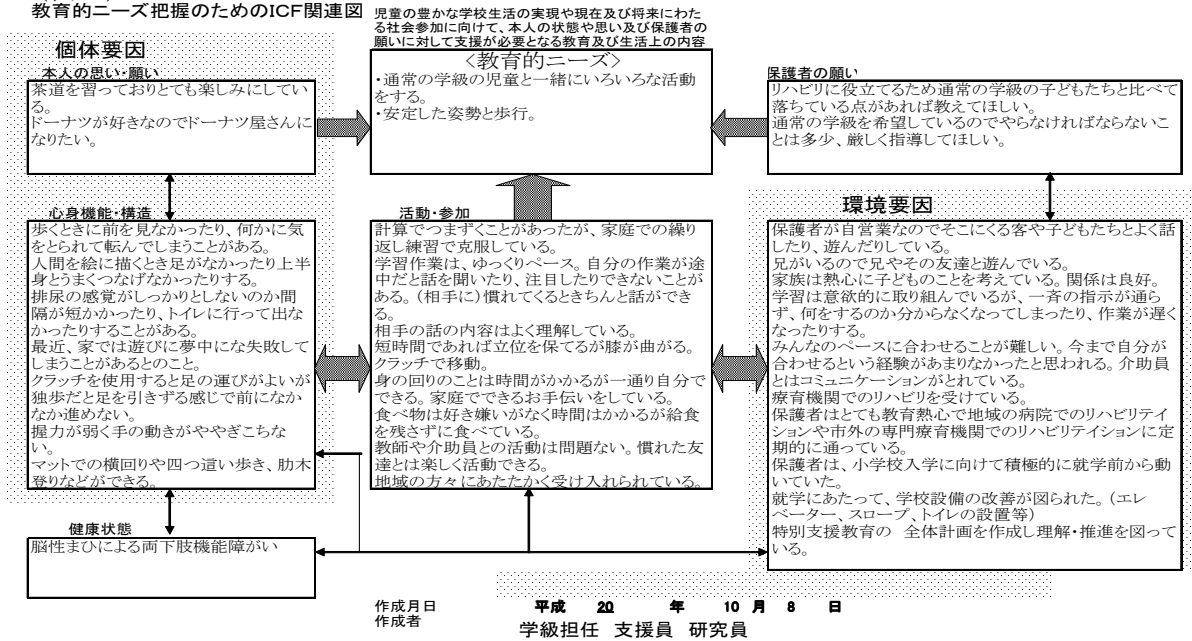 教育的ニーズ把握のためのICF関連図
児童の豊かな学校生活の実現や現在及び将来にわた
る社会参加に向けて、本人の状態や思い及び保護者の
願いに対して支援が必要となる教育及び生活上の内容
個体要因
本人の思い・願い
茶道を習っておりとても楽しみにしてい
る。
ドーナツが好きなのでドーナツ屋さんに
なりたい。
<教育的ニーズ>
・通常の学級の児童と一緒にいろいろな活動
をする。
・安定した姿勢と歩行。
保護者の願い
リハビリに役立てるため通常の学級の子どもたちと比べて
落ちている点があれば教えてほしい。
通常の学級を希望しているのでやらなければならないこ
とは多少、厳しく指導してほしい。
心身機能・構造
歩くときに前を見なかったり、何かに気
をとられて転んでしまうことがある。
人間を絵に描くとき足がなかったり上半
身とうまくつなげなかったりする。
排尿の感覚がしっかりとしないのか間
隔が短かかったり、トイレに行って出な
かったりすることがある。
最近、家では遊びに夢中にな失敗して
しまうことがあるとのこと。
クラッチを使用すると足の運びがよいが
独歩だと足を引きずる感じで前になか
なか進めない。
握力が弱く手の動きがややぎこちな
い。
マットでの横回りや四つ這い歩き、肋木
登りなどができる。
活動・参加
計算でつまずくことがあったが、家庭での繰り
返し練習で克服している。
学習作業は、ゆっくりペース。自分の作業が途
中だと話を聞いたり、注目したりできないことが
ある。(相手に)慣れてくるときちんと話ができ
る。
相手の話の内容はよく理解している。
短時間であれば立位を保てるが膝が曲がる。
クラッチで移動。
身の回りのことは時間がかかるが一通り自分で
できる。家庭でできるお手伝いをしている。
食べ物は好き嫌いがなく時間はかかるが給食
を残さずに食べている。
教師や介助員との活動は問題ない。慣れた友
達とは楽しく活動できる。
地域の方々にあたたかく受け入れられている。
環境要因
保護者が自営業なのでそこにくる客や子どもたちとよく話
したり、遊んだりしている。
兄がいるので兄やその友達と遊んでいる。
家族は熱心に子どものことを考えている。関係は良好。
学習は意欲的に取り組んでいるが、一斉の指示が通ら
ず、何をするのか分からなくなってしまったり、作業が遅く
なったりする。
みんなのペースに合わせることが難しい。今まで自分が
合わせるという経験があまりなかったと思われる。介助員
とはコミュニケーションがとれている。
療育機関でのリハビリを受けている。
保護者はとても教育熱心で地域の病院でのリハビリテイ
ションや市外の専門療育機関でのリハビリテイションに定
期的に通っている。
保護者は、小学校入学に向けて積極的に就学前から動
いていた。
就学にあたって、学校設備の改善が図られた。(エレ
ベーター、スロープ、トイレの設置等)
特別支援教育の 全体計画を作成し理解・推進を図って
いる。
健康状態
脳性まひによる両下肢機能障がい
作成月日 平成 20 年 10 月 8 日
作成者 学級担任 支援員 研究員